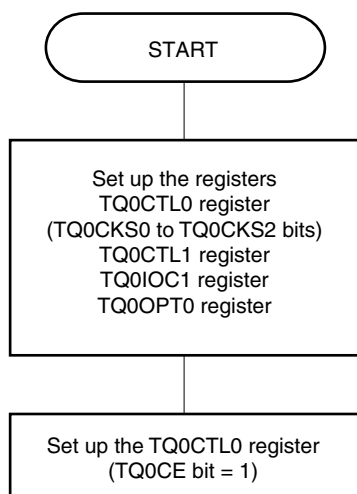 START
Set up the registers
TQ0CTL0 register
(TQ0CKS0 to TQ0CKS2 bits)
TQ0CTL1 register
TQ0IOC1 register
TQ0OPT0 register
Set up the TQ0CTL0 register
(TQ0CE bit = 1)